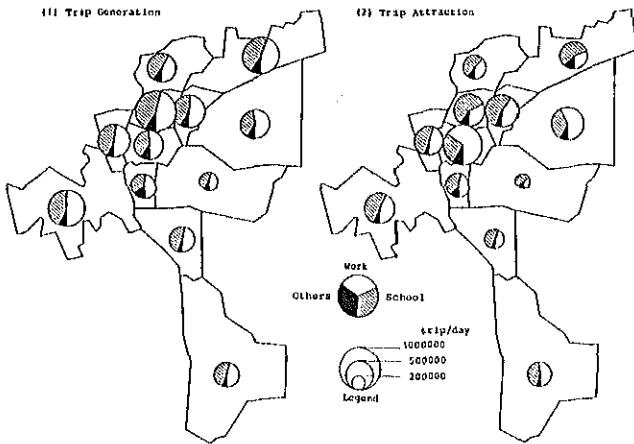 (1) Trip Generation
(2) Trip Attraction
Work
Others
School
trip/day
1000000
500000
200000
Legend